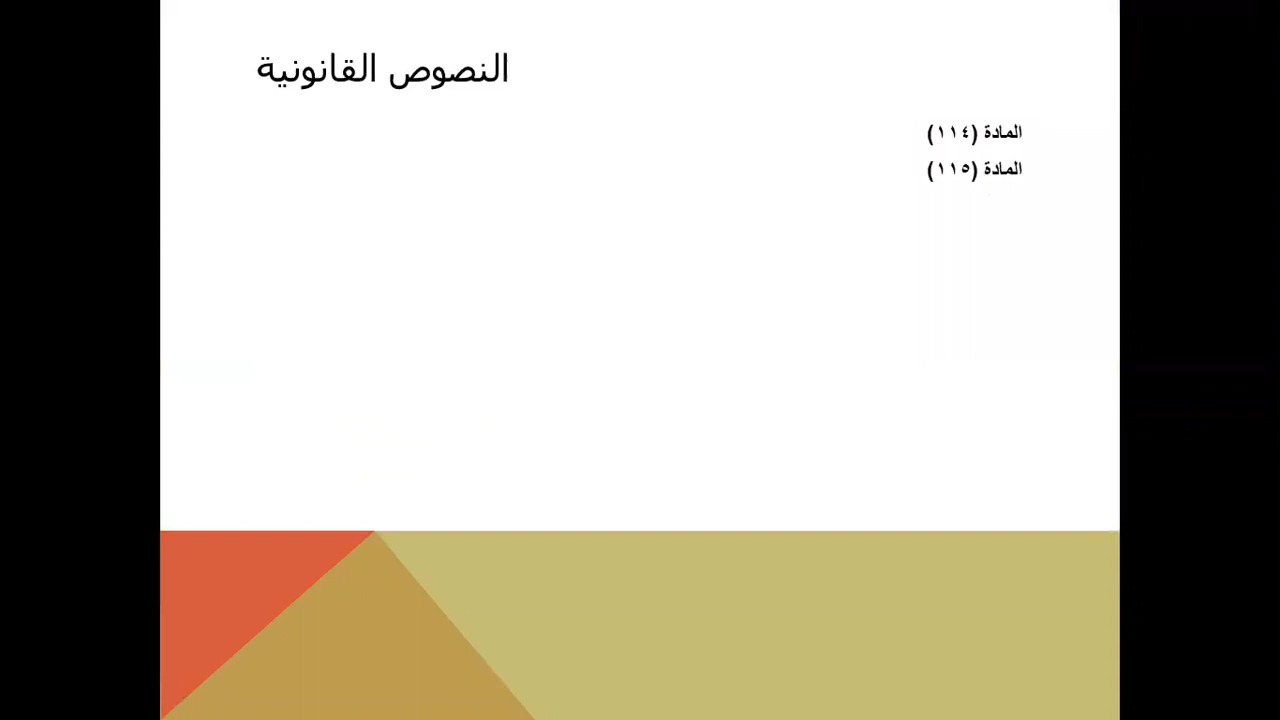 النصوص القانونية
المادة (١١٤)
المادة (١١٥)